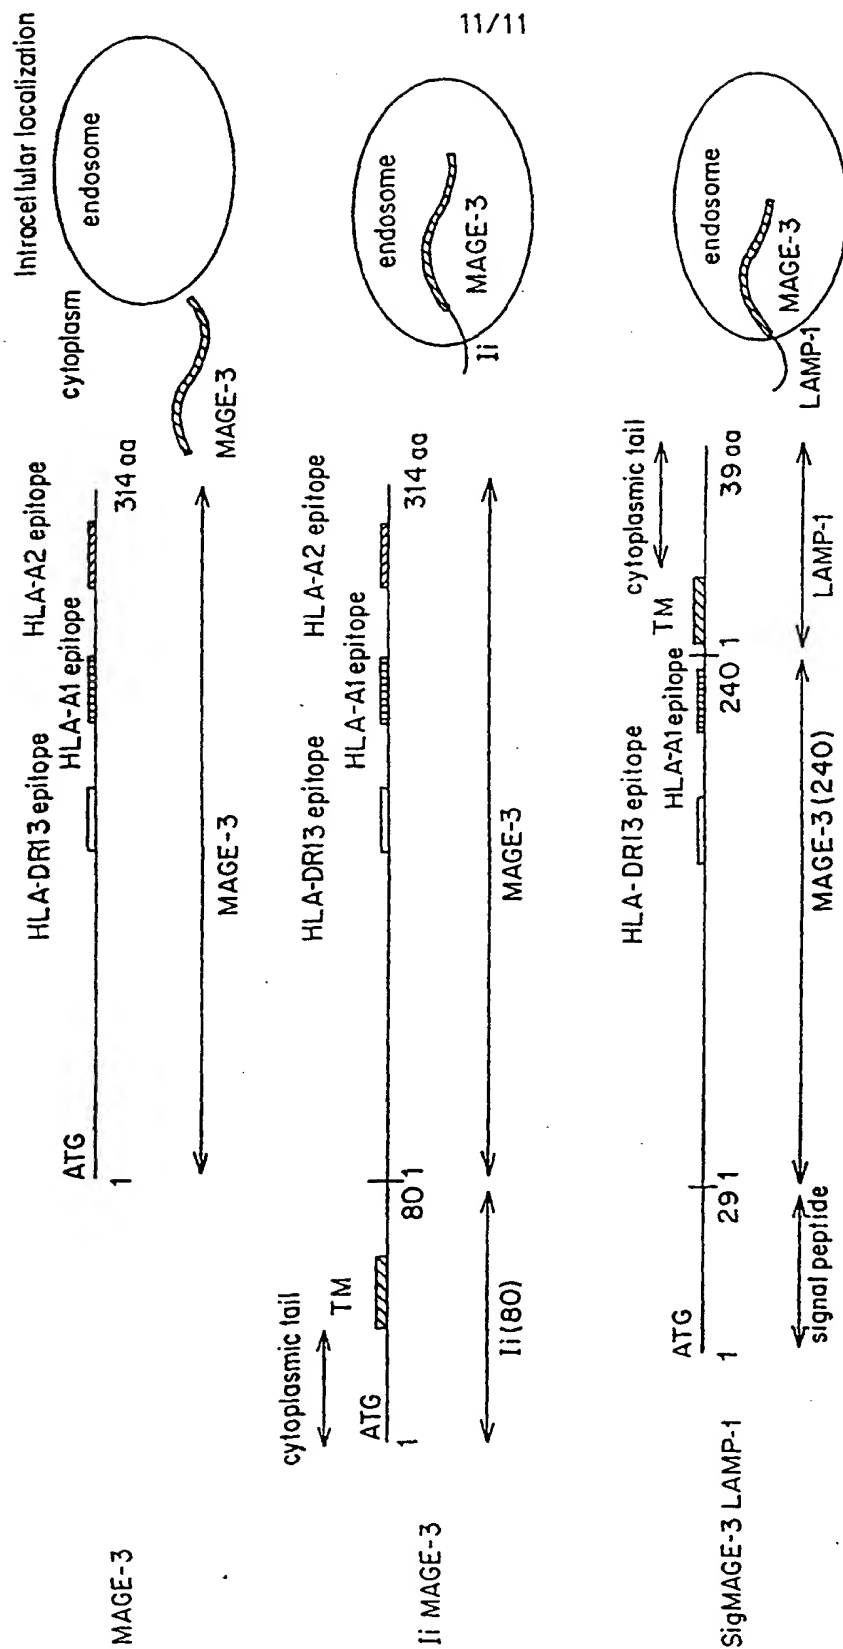 11/11
Intracellular localization
MAGE-3
ATG
1
HLA-DR13 epitope
HLA-A1 epitope
HLA-A2 epitope
314 aa
MAGE-3
cytoplasm
MAGE-3
endosome
Ii MAGE-3
cytoplasmic tail
TM
ATG
1
80
1
HLA-DR13 epitope
HLA-A1 epitope
HLA-A2 epitope
314 aa
Ii(80)
MAGE-3
Ii
endosome
MAGE-3
SigMAGE-3 LAMP-1
ATG
1
29
1
HLA-DR13 epitope
HLA-A1 epitope
240
1
TM
cytoplasmic tail
39 aa
signal peptide
MAGE-3(240)
LAMP-1
LAMP-1
endosome
MAGE-3